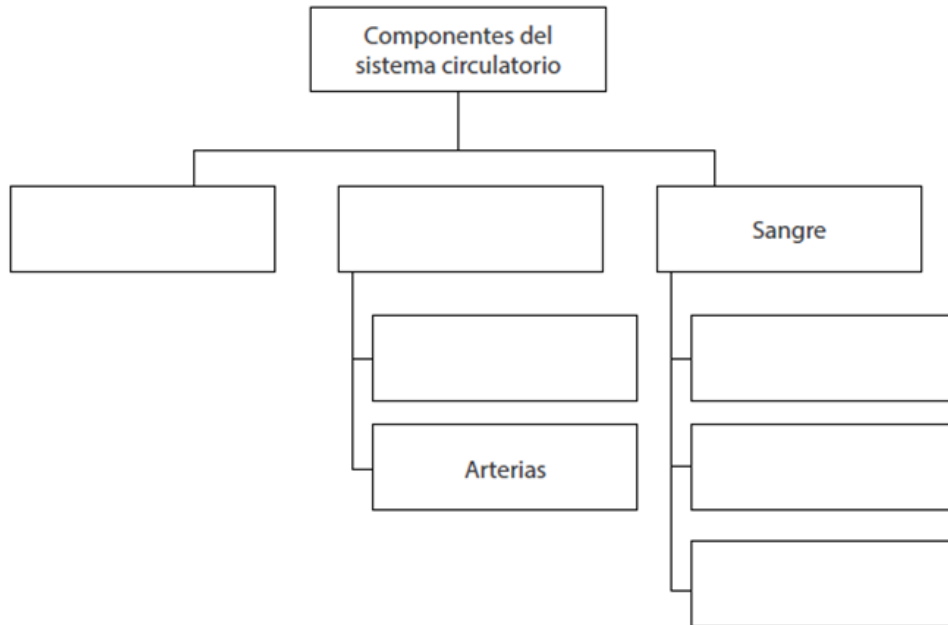 Componentes del
sistema circulatorio
Sangre
Arterias